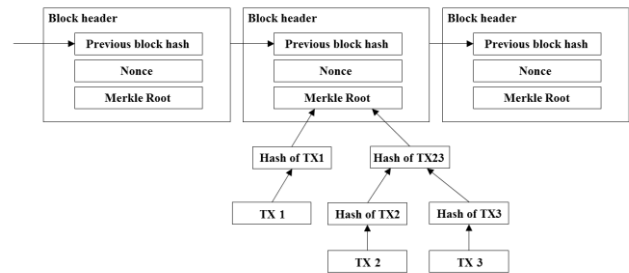 Block header
Previous block hash
Nonce
Merkle Root
Block header
Previous block hash
Nonce
Merkle Root
Block header
Previous block hash
Nonce
Merkle Root
Hash of TX1
Hash of TX23
TX 1
Hash of TX2
Hash of TX3
TX 2
TX 3